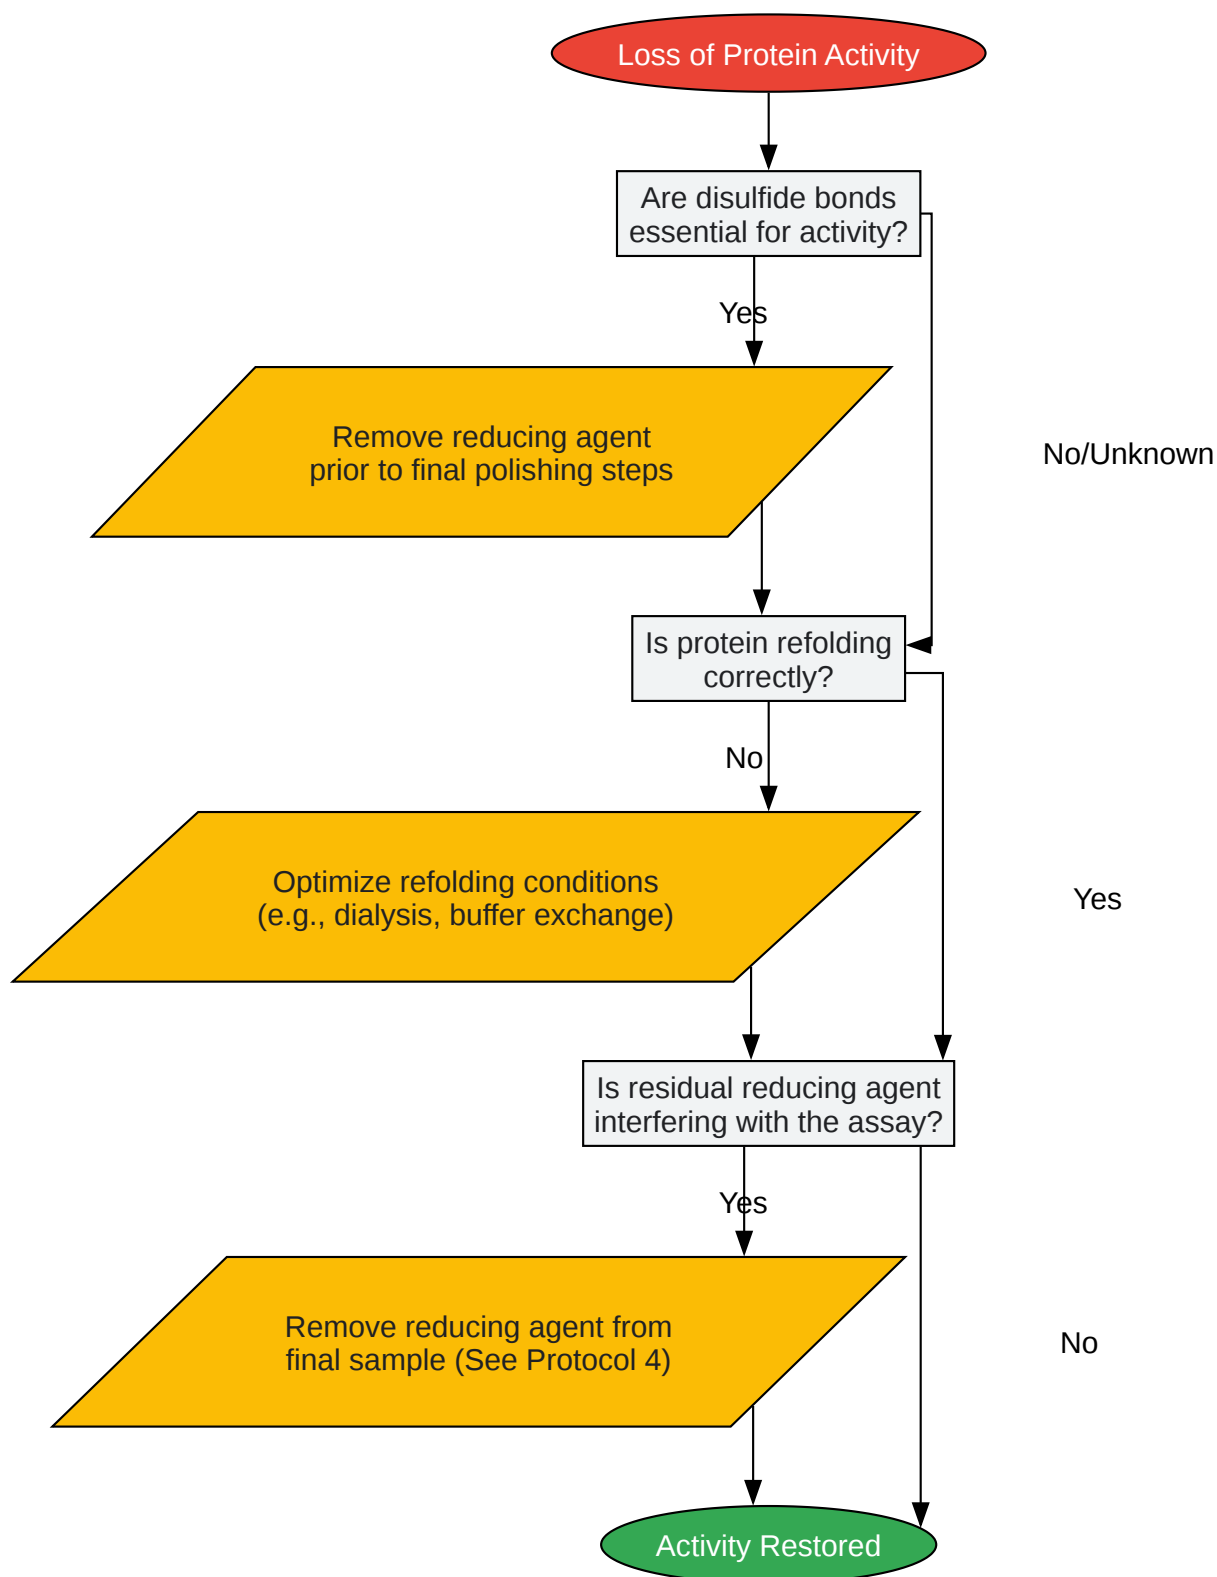 Loss of Protein Activity
Are disulfide bonds
essential for activity?
Yes
Remove reducing agent
prior to final polishing steps
No/Unknown
Is protein refolding
correctly?
No
Optimize refolding conditions
(e.g., dialysis, buffer exchange)
Yes
Is residual reducing agent
interfering with the assay?
Yes
Remove reducing agent from
final sample (See Protocol 4)
No
Activity Restored